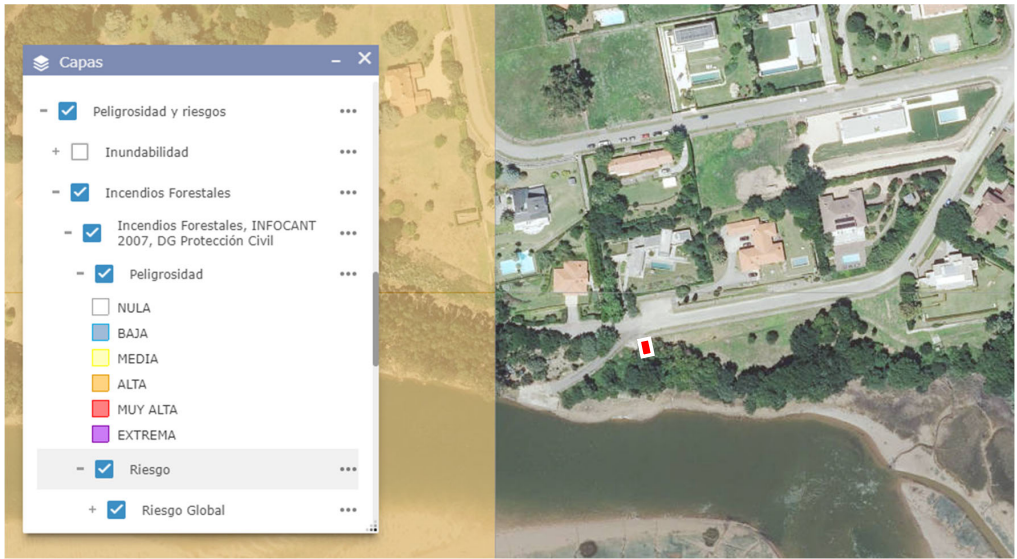 Capas
Peligrosidad y riesgos
Inundabilidad
Incendios Forestales
Incendios Forestales, INFOCANT
2007, DG Protección Civil
Peligrosidad
NULA
BAJA
MEDIA
ALTA
MUY ALTA
EXTREMA
Riesgo
Riesgo Global